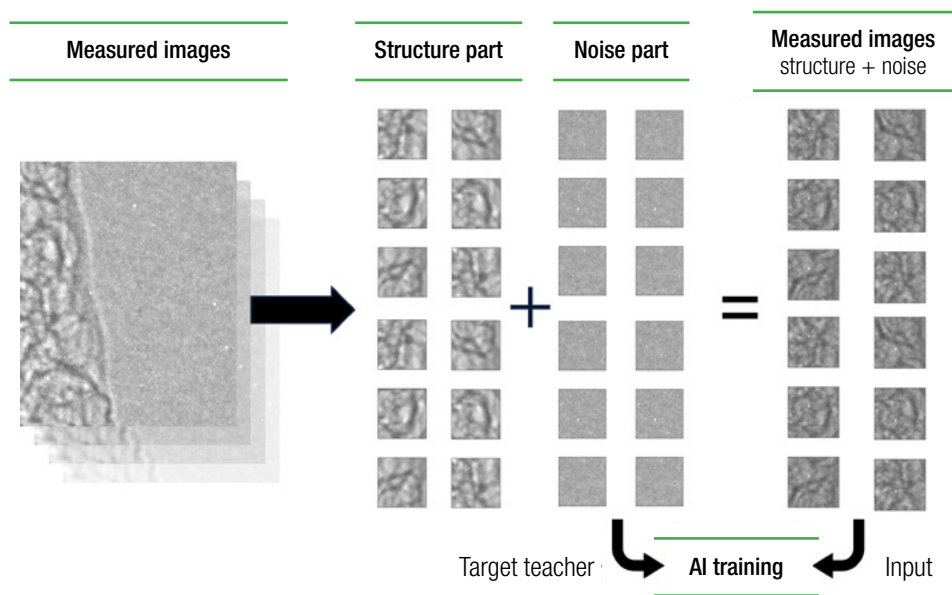 Measured images
Structure part
Noise part
Measured images
structure + noise
+
=
Target teacher
AI training
Input